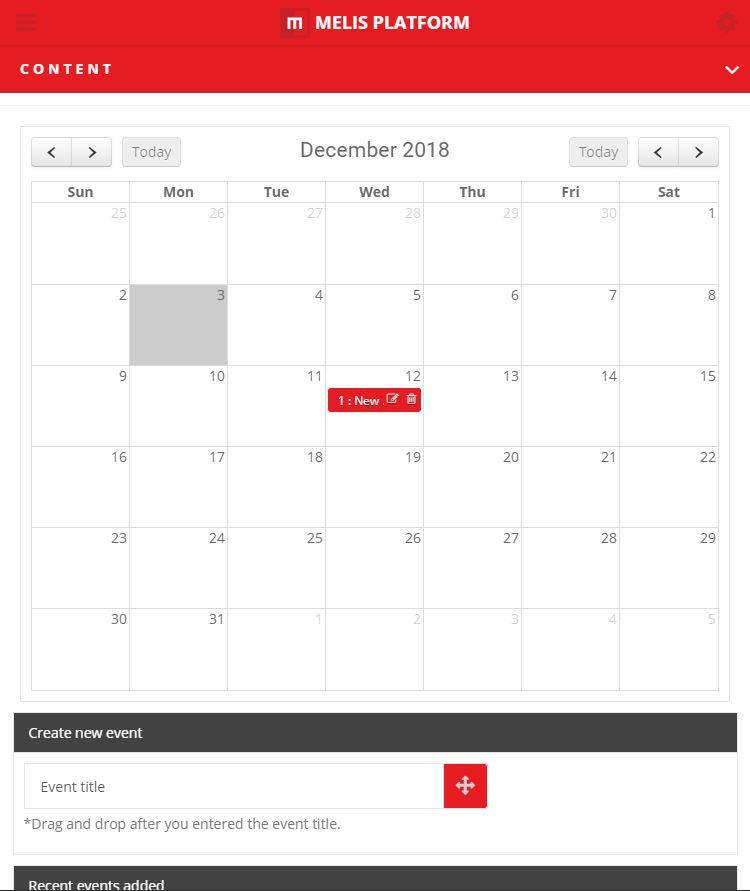 m MELIS PLATFORM
CONTENT
Today December 2018 Today
Sun Mon Tue Wed Thu Fri Sat
25 26 27 28 29 30 1
2 3 4 5 6 7 8
9 10 11 12 13 14 15
1 : New .
16 17 18 19 20 21 22
23 24 25 26 27 28 29
30 31 1 2 3 4 5
Create new event
Event title
*Drag and drop after you entered the event title.
Recent events added